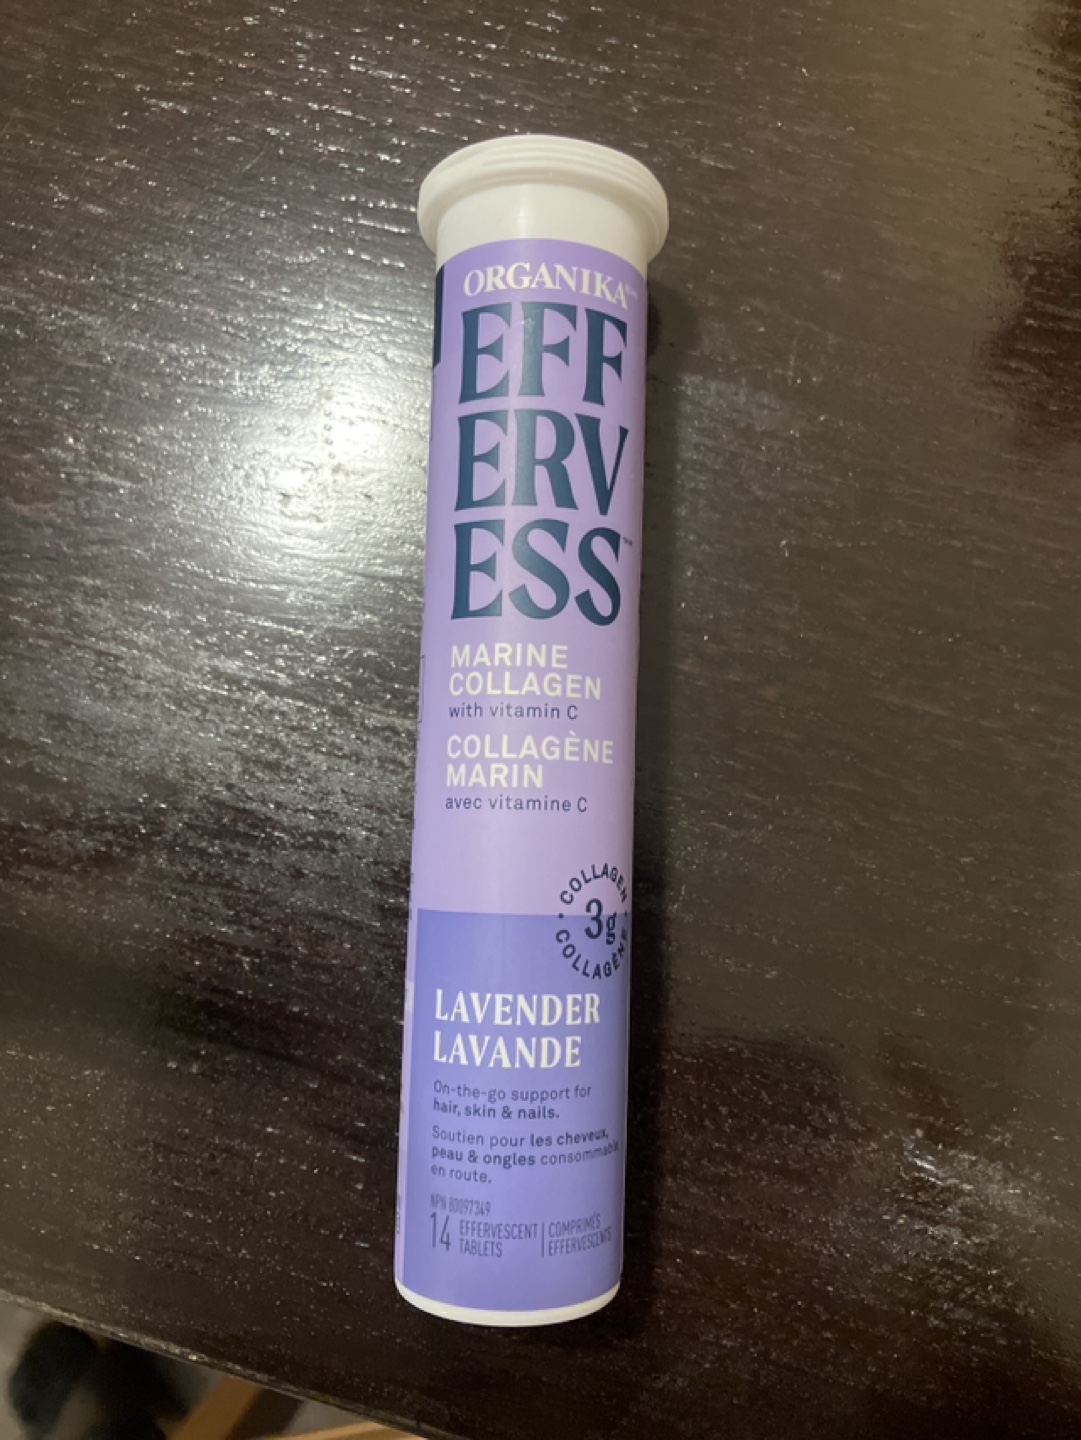 ORGANIKA
EFF
ERV
ESS
MARINE
COLLAGEN
with vitamin C
COLLAGÈNE
MARIN
avec vitamine C
COLLAGEN
3g
COLLAGÈNE
LAVENDER
LAVANDE
On-the-go support for
hair, skin & nails.
Soutien pour les cheveux,
peau & ongles consommable
en route.
NPN 80097349
14 EFFERVESCENT | COMPRIMÉS
TABLETS | EFFERVESCENTS